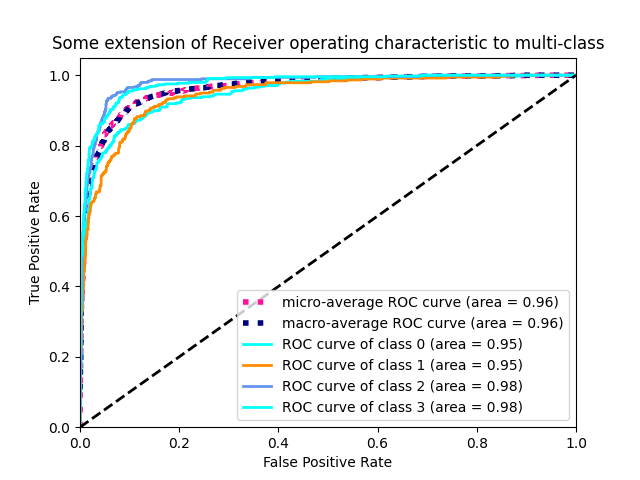 Some extension of Receiver operating characteristic to multi-class
1.0
0.8
0.6
0.4
0.2
0.0
True Positive Rate
micro-average ROC curve (area = 0.96)
macro-average ROC curve (area = 0.96)
ROC curve of class 0 (area = 0.95)
ROC curve of class 1 (area = 0.95)
ROC curve of class 2 (area = 0.98)
ROC curve of class 3 (area = 0.98)
0.0 0.2 0.4 0.6 0.8 1.0
False Positive Rate